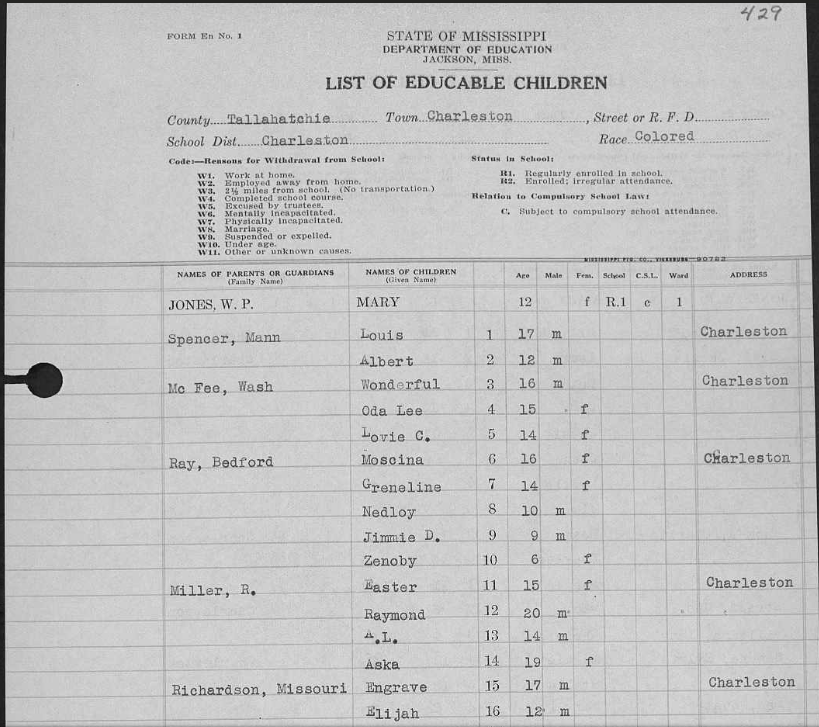 429
FORM En No. 1
STATE OF MISSISSIPPI
DEPARTMENT OF EDUCATION
JACKSON, MISS.
LIST OF EDUCABLE CHILDREN
County Tallahatchie Town Charleston, Street or R. F. D.
School Dist. Charleston Race Colored
Code:—Reasons for Withdrawal from School:
W1. Work at home.
W2. Employed away from home.
W3. 2½ miles from school. (No transportation.)
W4. Completed school course.
W5. Excused by trustees.
W6. Mentally incapacitated.
W7. Physically incapacitated.
W8. Marriage.
W9. Suspended or expelled.
W10. Under age.
W11. Other or unknown causes.
Status in School:
R1. Regularly enrolled in school.
R2. Enrolled; irregular attendance.
Relation to Compulsory School Law:
C. Subject to compulsory school attendance.
MISSISSIPPI PTG. CO., VICKSBURG
NAMES OF PARENTS OR GUARDIANS (Family Name) NAMES OF CHILDREN (Given Name) Age Male Fem. School C.S.L. Ward ADDRESS
JONES, W. P. MARY 12 f R.1 c 1
Spencer, Mann Louis 1 17 m Charleston
Albert 2 12 m
Mc Fee, Wash Wonderful 3 16 m Charleston
Oda Lee 4 15 f
Lovie C. 5 14 f
Ray, Bedford Moscina 6 16 f Charleston
Greneline 7 14 f
Nedloy 8 10 m
Jimmie D. 9 9 m
Zenoby 10 6 f
Miller, R. Easter 11 15 f Charleston
Raymond 12 20 m
A.L. 13 14 m
Aska 14 19 f
Richardson, Missouri Engrave 15 17 m Charleston
Elijah 16 12 m